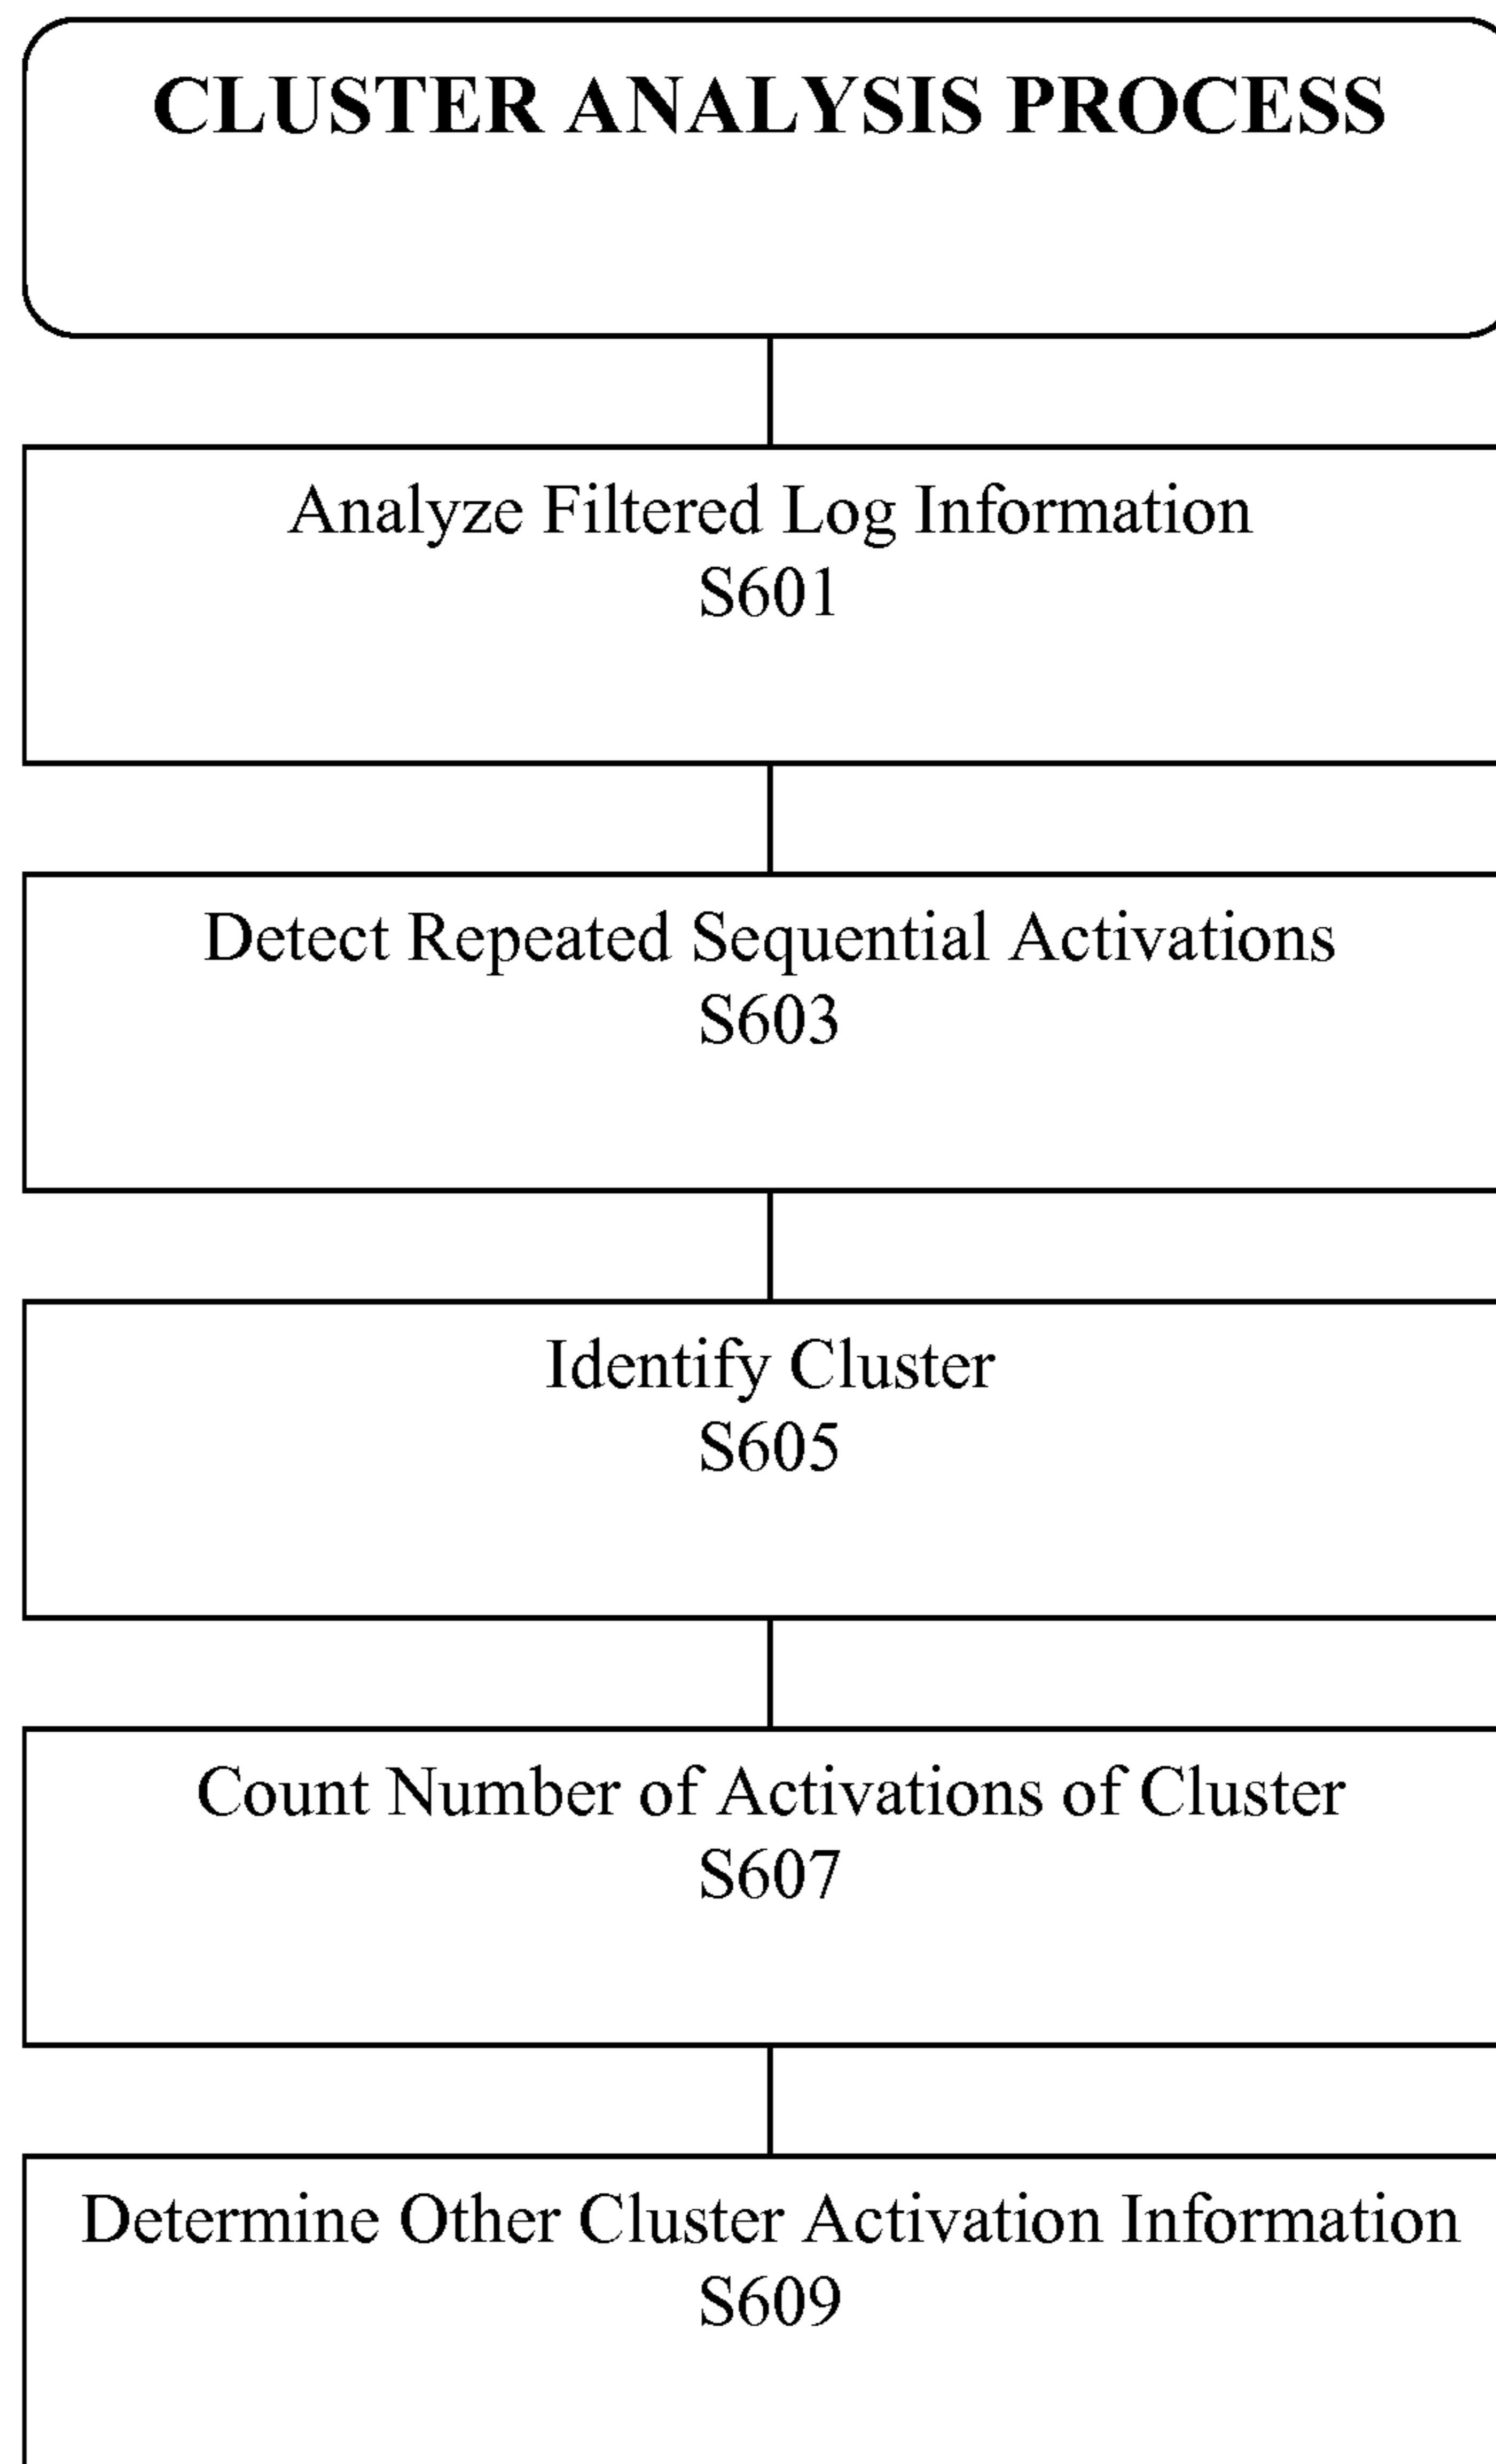 CLUSTER ANALYSIS PROCESS
Analyze Filtered Log Information
S601
Detect Repeated Sequential Activations
S603
Identify Cluster
S605
Count Number of Activations of Cluster
S607
Determine Other Cluster Activation Information
S609